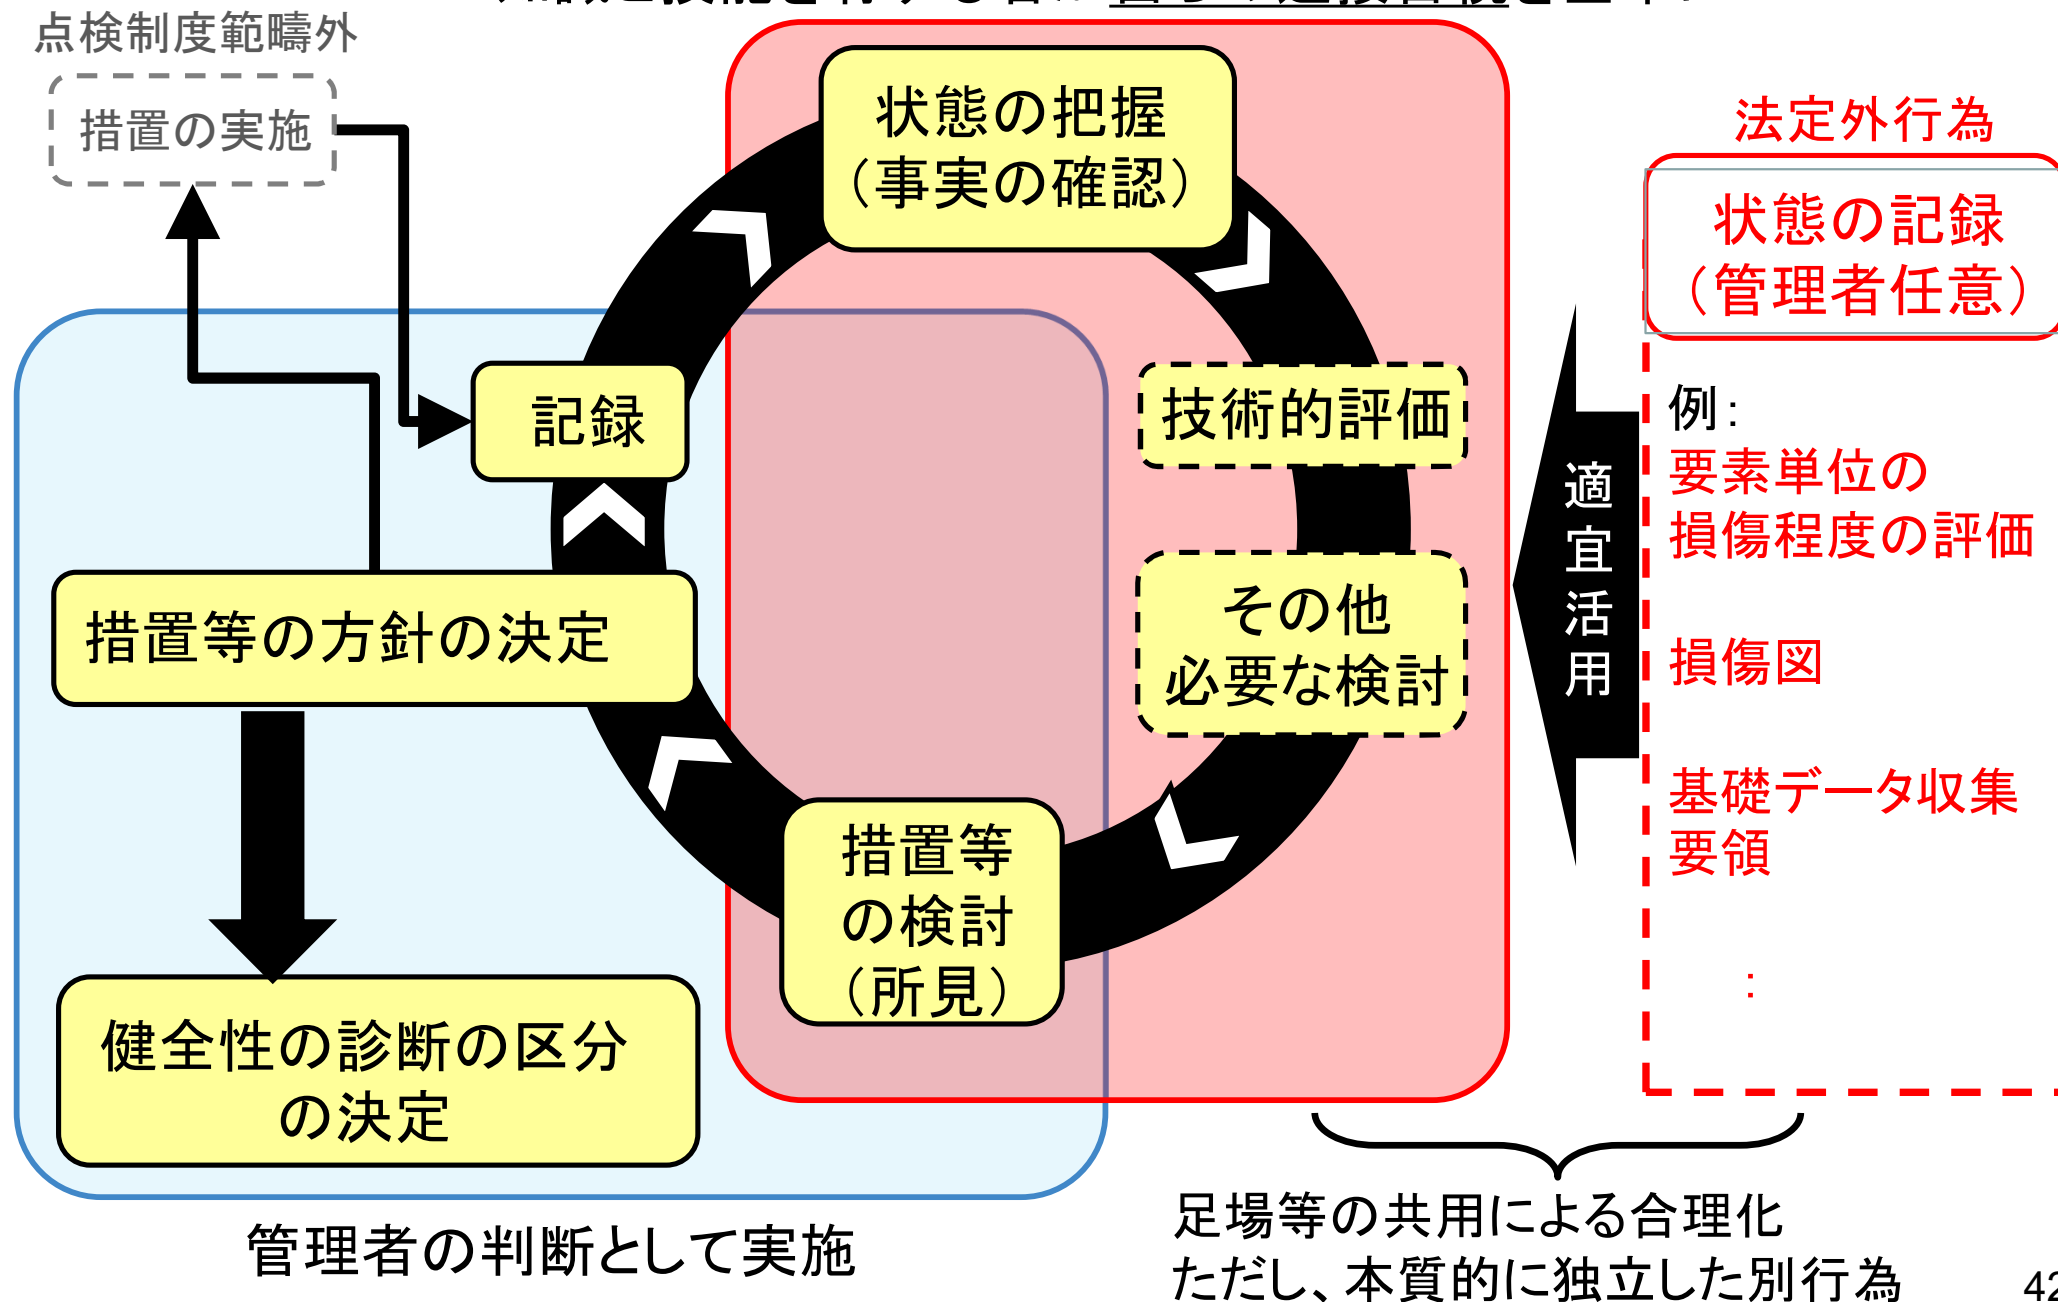 点検制度範疇外
措置の実施
状態の把握
（事実の確認）
法定外行為
状態の記録
（管理者任意）
記録
技術的評価
例：
要素単位の
損傷程度の評価
適宜活用
措置等の方針の決定
その他
必要な検討
損傷図
基礎データ収集
要領
：
措置等
の検討
（所見）
健全性の診断の区分
の決定
管理者の判断として実施
足場等の共用による合理化
ただし、本質的に独立した別行為
42